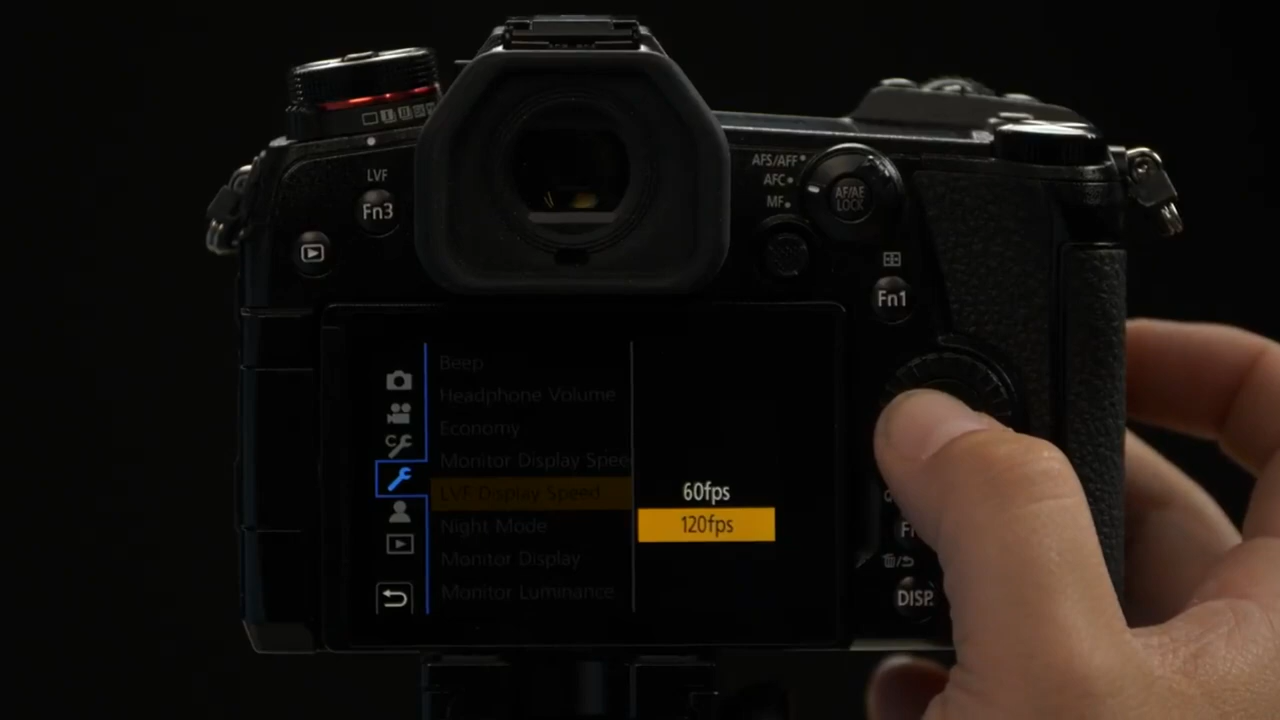 LVF
Fn3
AFS/AFF
AFC
MF
AF/AE
LOCK
Fn1
Beep
Headphone Volume
Economy
Monitor Display Spee
LVF Display Speed
Night Mode
Monitor Display
Monitor Luminance
60fps
120fps
DISP.